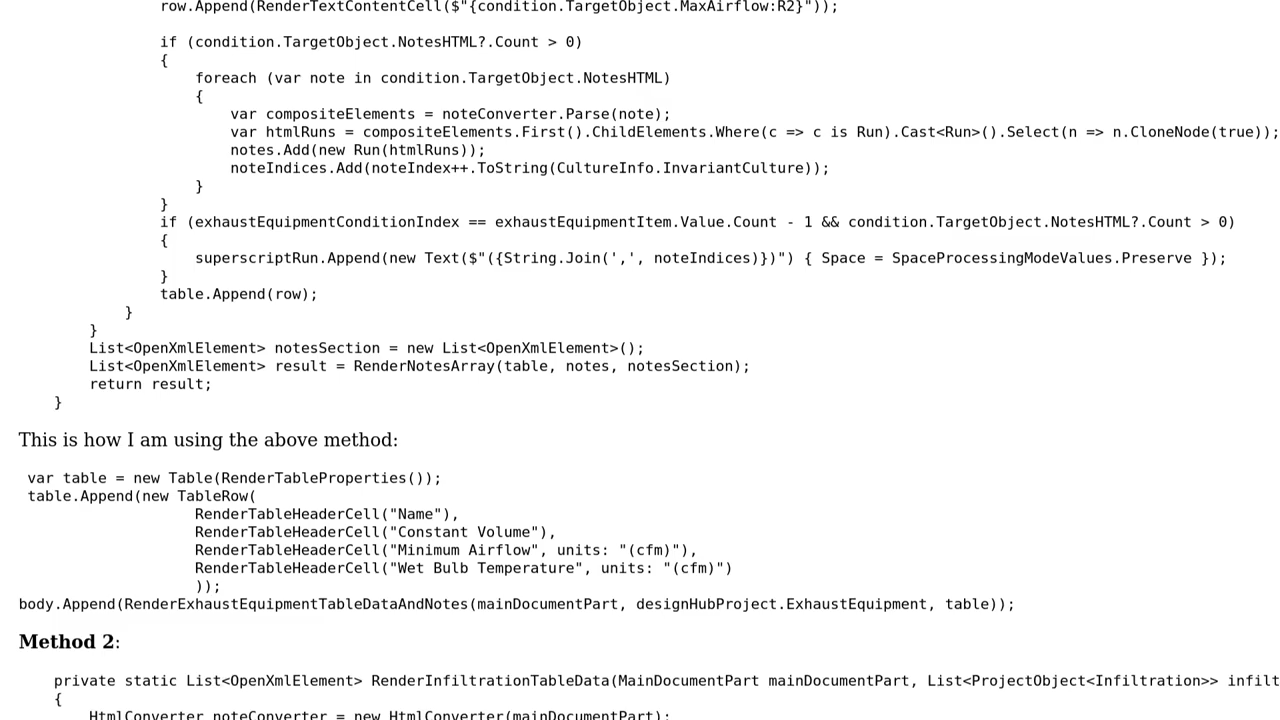 row.Append(RenderTextContentCell($"{condition.TargetObject.MaxAirflow:R2}"));
if (condition.TargetObject.NotesHTML?.Count > 0)
{
foreach (var note in condition.TargetObject.NotesHTML)
{
var compositeElements = noteConverter.Parse(note);
var htmlRuns = compositeElements.First().ChildElements.Where(c => c is Run).Cast<Run>().Select(n => n.CloneNode(true));
notes.Add(new Run(htmlRuns));
noteIndices.Add(noteIndex++.ToString(CultureInfo.InvariantCulture));
}
}
if (exhaustEquipmentConditionIndex == exhaustEquipmentItem.Value.Count - 1 && condition.TargetObject.NotesHTML?.Count > 0)
{
superscriptRun.Append(new Text($"({String.Join(',', noteIndices)})") { Space = SpaceProcessingModeValues.Preserve });
}
table.Append(row);
}
}
List<OpenXmlElement> notesSection = new List<OpenXmlElement>();
List<OpenXmlElement> result = RenderNotesArray(table, notes, notesSection);
return result;
}
This is how I am using the above method:
var table = new Table(RenderTableProperties());
table.Append(new TableRow(
RenderTableHeaderCell("Name"),
RenderTableHeaderCell("Constant Volume"),
RenderTableHeaderCell("Minimum Airflow", units: "(cfm)"),
RenderTableHeaderCell("Wet Bulb Temperature", units: "(cfm)")
));
body.Append(RenderExhaustEquipmentTableDataAndNotes(mainDocumentPart, designHubProject.ExhaustEquipment, table));
Method 2:
private static List<OpenXmlElement> RenderInfiltrationTableData(MainDocumentPart mainDocumentPart, List<ProjectObject<Infiltration>> infilt
{
HtmlConverter noteConverter = new HtmlConverter(mainDocumentPart);